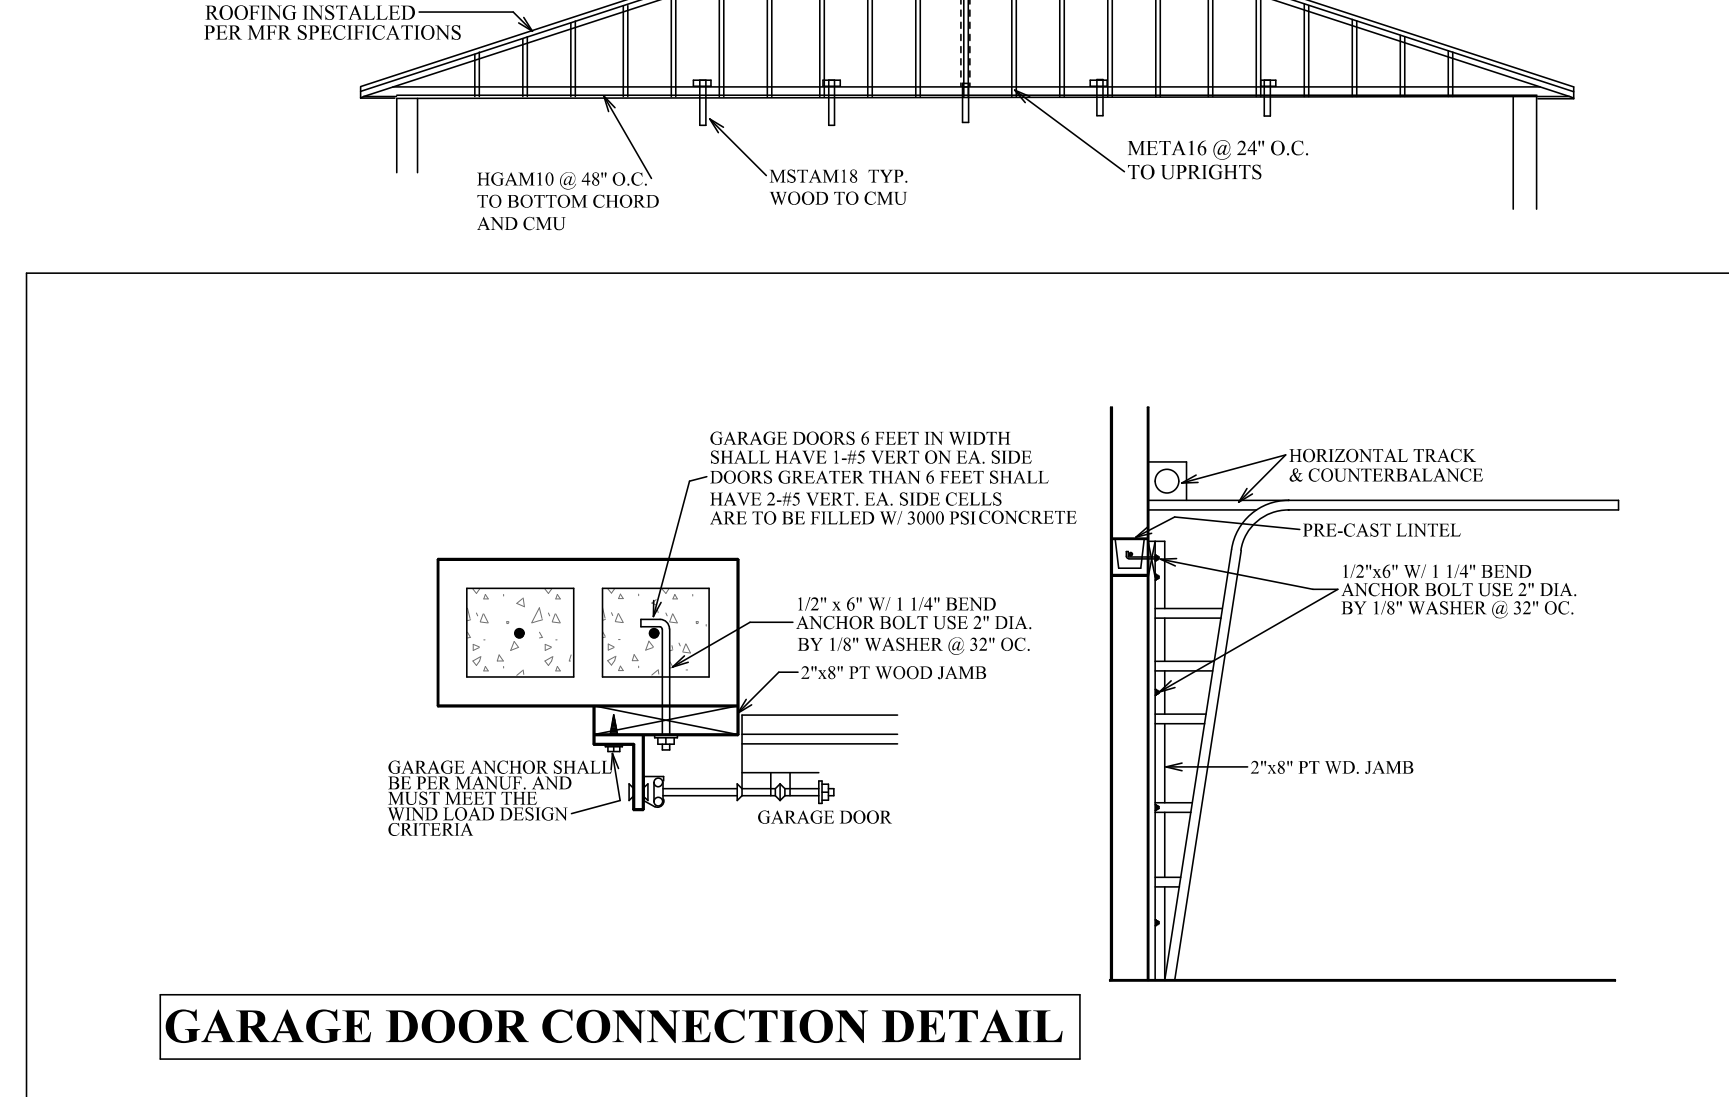 ROOFING INSTALLED
PER MFR SPECIFICATIONS
HGAM10 @ 48" O.C.
TO BOTTOM CHORD
AND CMU
MSTAM18 TYP.
WOOD TO CMU
META16 @ 24" O.C.
TO UPRIGHTS
GARAGE DOORS 6 FEET IN WIDTH
SHALL HAVE 1-#5 VERT ON EA. SIDE
DOORS GREATER THAN 6 FEET SHALL
HAVE 2-#5 VERT. EA. SIDE CELLS
ARE TO BE FILLED W/ 3000 PSI CONCRETE
1/2" x 6" W/ 1 1/4" BEND
ANCHOR BOLT USE 2" DIA.
BY 1/8" WASHER @ 32" OC.
2"x8" PT WOOD JAMB
GARAGE ANCHOR SHALL
BE PER MANUF. AND
MUST MEET THE
WIND LOAD DESIGN
CRITERIA
GARAGE DOOR
HORIZONTAL TRACK
& COUNTERBALANCE
PRE-CAST LINTEL
1/2"x6" W/ 1 1/4" BEND
ANCHOR BOLT USE 2" DIA.
BY 1/8" WASHER @ 32" OC.
2"x8" PT WD. JAMB
GARAGE DOOR CONNECTION DETAIL